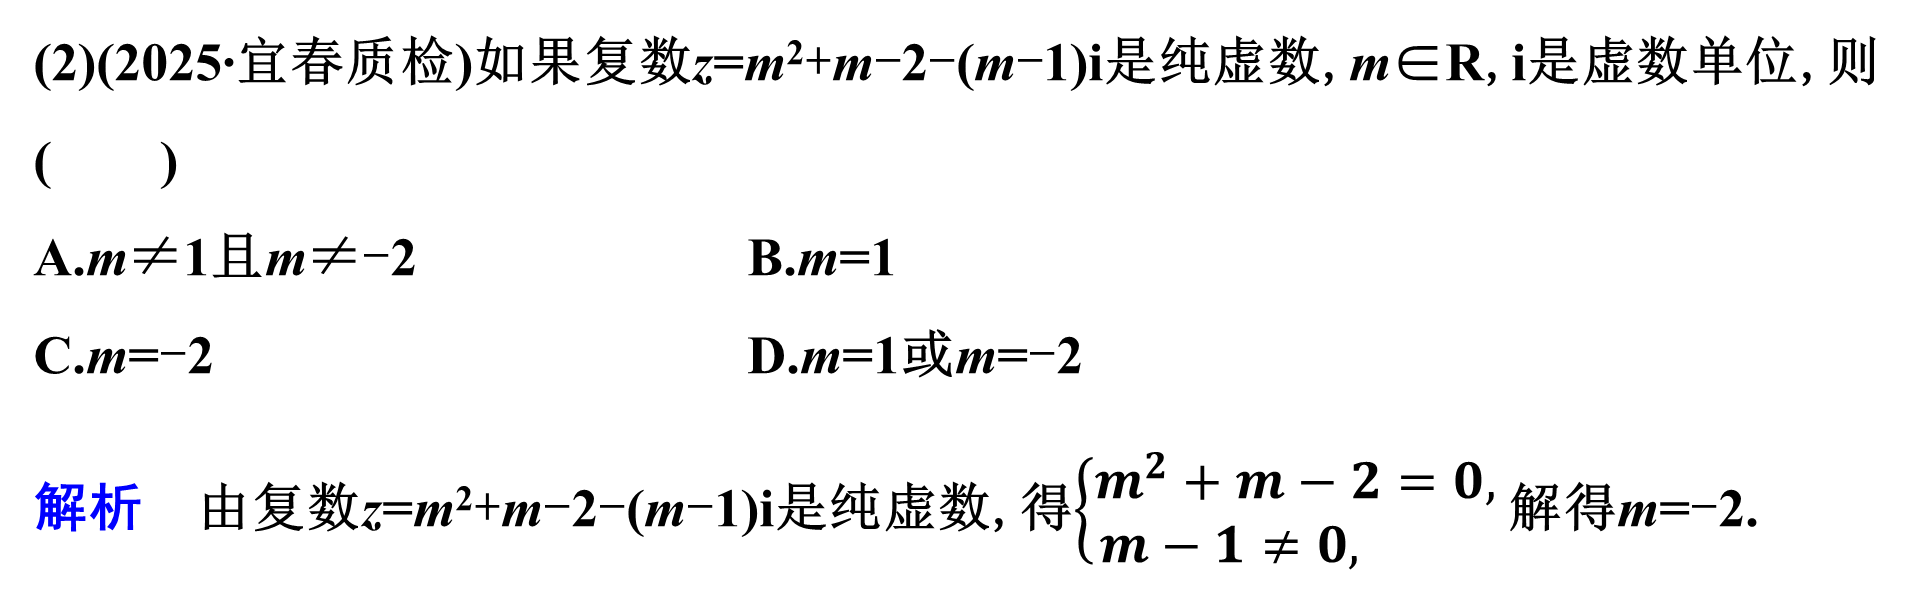 (2)(2025·宜春质检)如果复数z=m²+m−2−(m−1)i是纯虚数, m∈R, i是虚数单位, 则
(　　)
A.m≠1且m≠−2　　B.m=1
C.m=−2　　D.m=1或m=−2
解析　由复数z=m²+m−2−(m−1)i是纯虚数, 得{m² + m − 2 = 0, m − 1 ≠ 0, 解得m=−2.